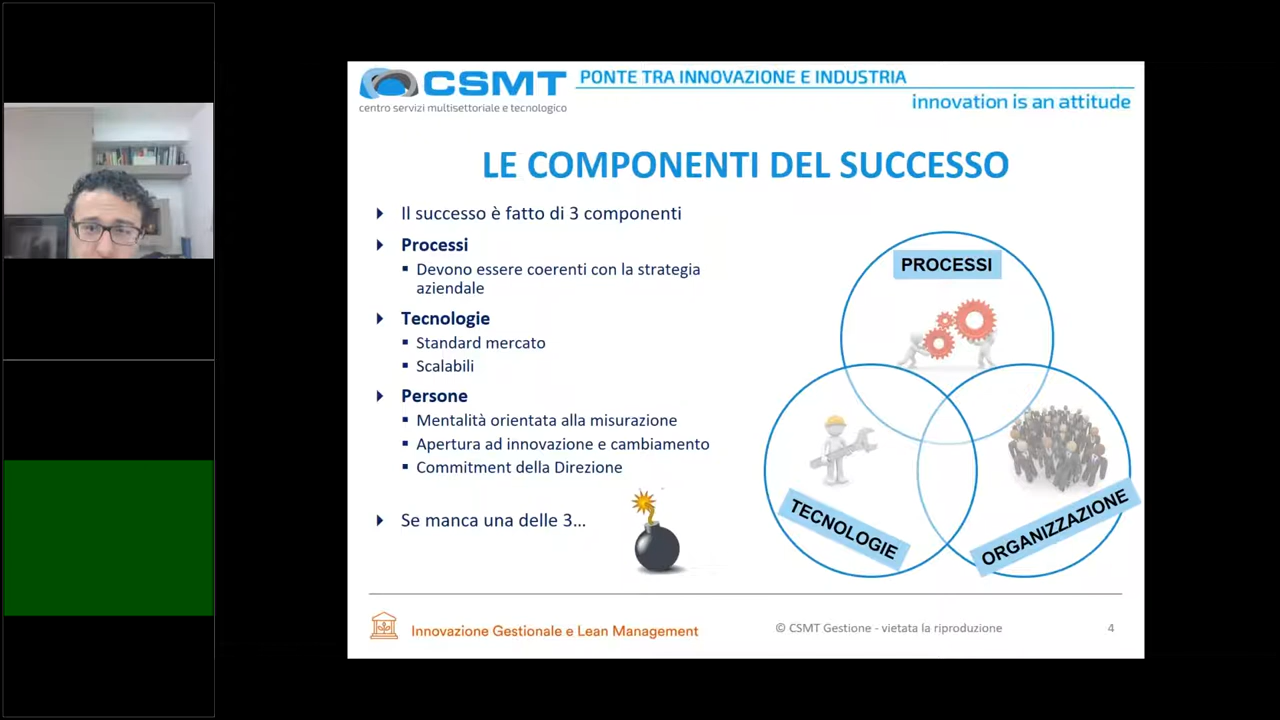 CSMT
centro servizi multisettoriale e tecnologico
PONTE TRA INNOVAZIONE E INDUSTRIA
innovation is an attitude
LE COMPONENTI DEL SUCCESSO
Il successo è fatto di 3 componenti
Processi
Devono essere coerenti con la strategia
aziendale
Tecnologie
Standard mercato
Scalabili
Persone
Mentalità orientata alla misurazione
Apertura ad innovazione e cambiamento
Commitment della Direzione
Se manca una delle 3...
PROCESSI
TECNOLOGIE
ORGANIZZAZIONE
Innovazione Gestionale e Lean Management
© CSMT Gestione - vietata la riproduzione
4